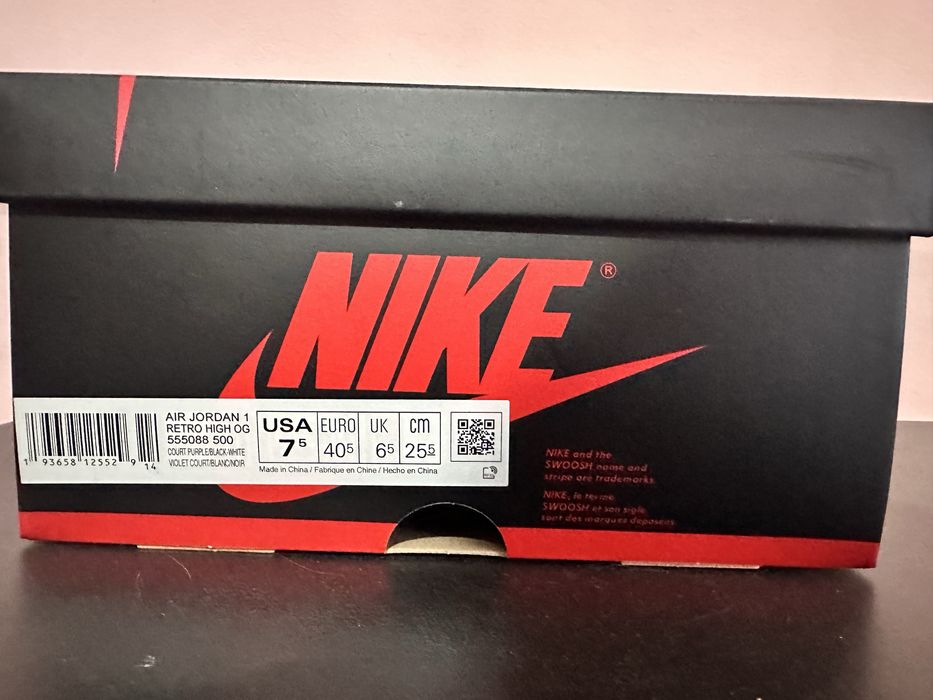 NIKE®
AIR JORDAN 1
RETRO HIGH OG
555088 500
COURT PURPLE/BLACK-WHITE
VIOLET COURT/BLANC/NOIR
1 93658 12552 9 14
USA EURO UK cm
7⁵ 40⁵ 6⁵ 25⁵
Made in China / Fabrique en Chine / Hecho en China
NIKE and the
SWOOSH name and
stripe are trademarks.
NIKE, le terme
SWOOSH et son sigle
sont des marques deposees.